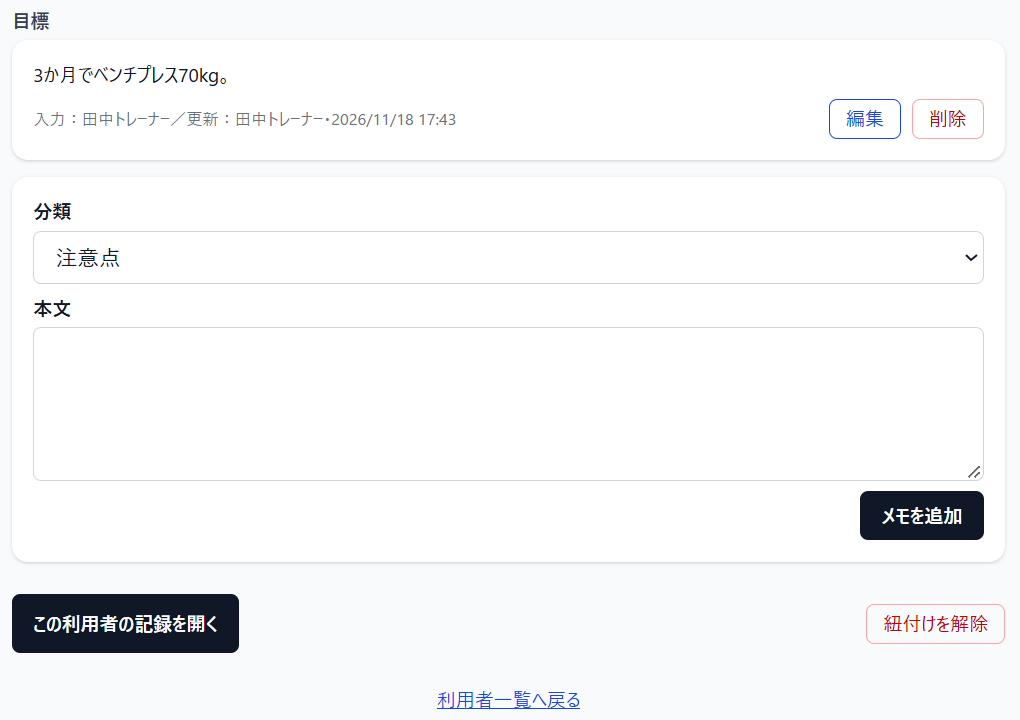 目標
3か月でベンチプレス70kg。
入力：田中トレーナー／更新：田中トレーナー・2026/11/18 17:43
編集
削除
分類
注意点
本文
メモを追加
この利用者の記録を開く
紐付けを解除
利用者一覧へ戻る